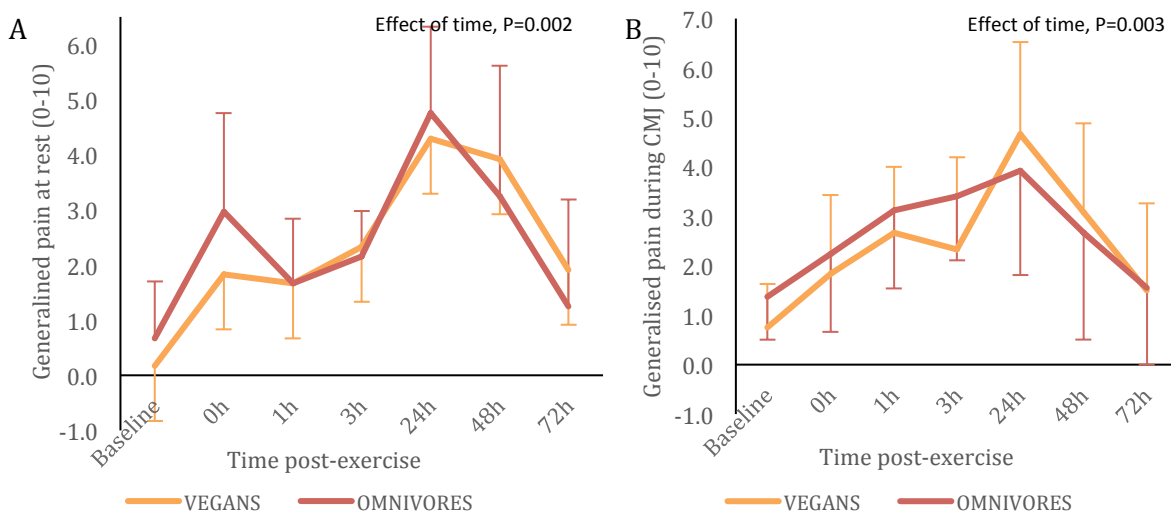 A
Effect of time, P=0.002
Generalined pain at rest (0-10)
6.0
5.0
4.0
3.0
2.0
1.0
0.0
-1.0
Baseline
0h
1h
3h
24h
48h
72h
Time post-exercise
VEGANS
OMNIVORES
B
Effect of time, P=0.003
Generalised pain during CMJ (0-10)
7.0
6.0
5.0
4.0
3.0
2.0
1.0
0.0
-1.0
Baseline
0h
1h
3h
24h
48h
72h
Time post-exercise
VEGANS
OMNIVORES